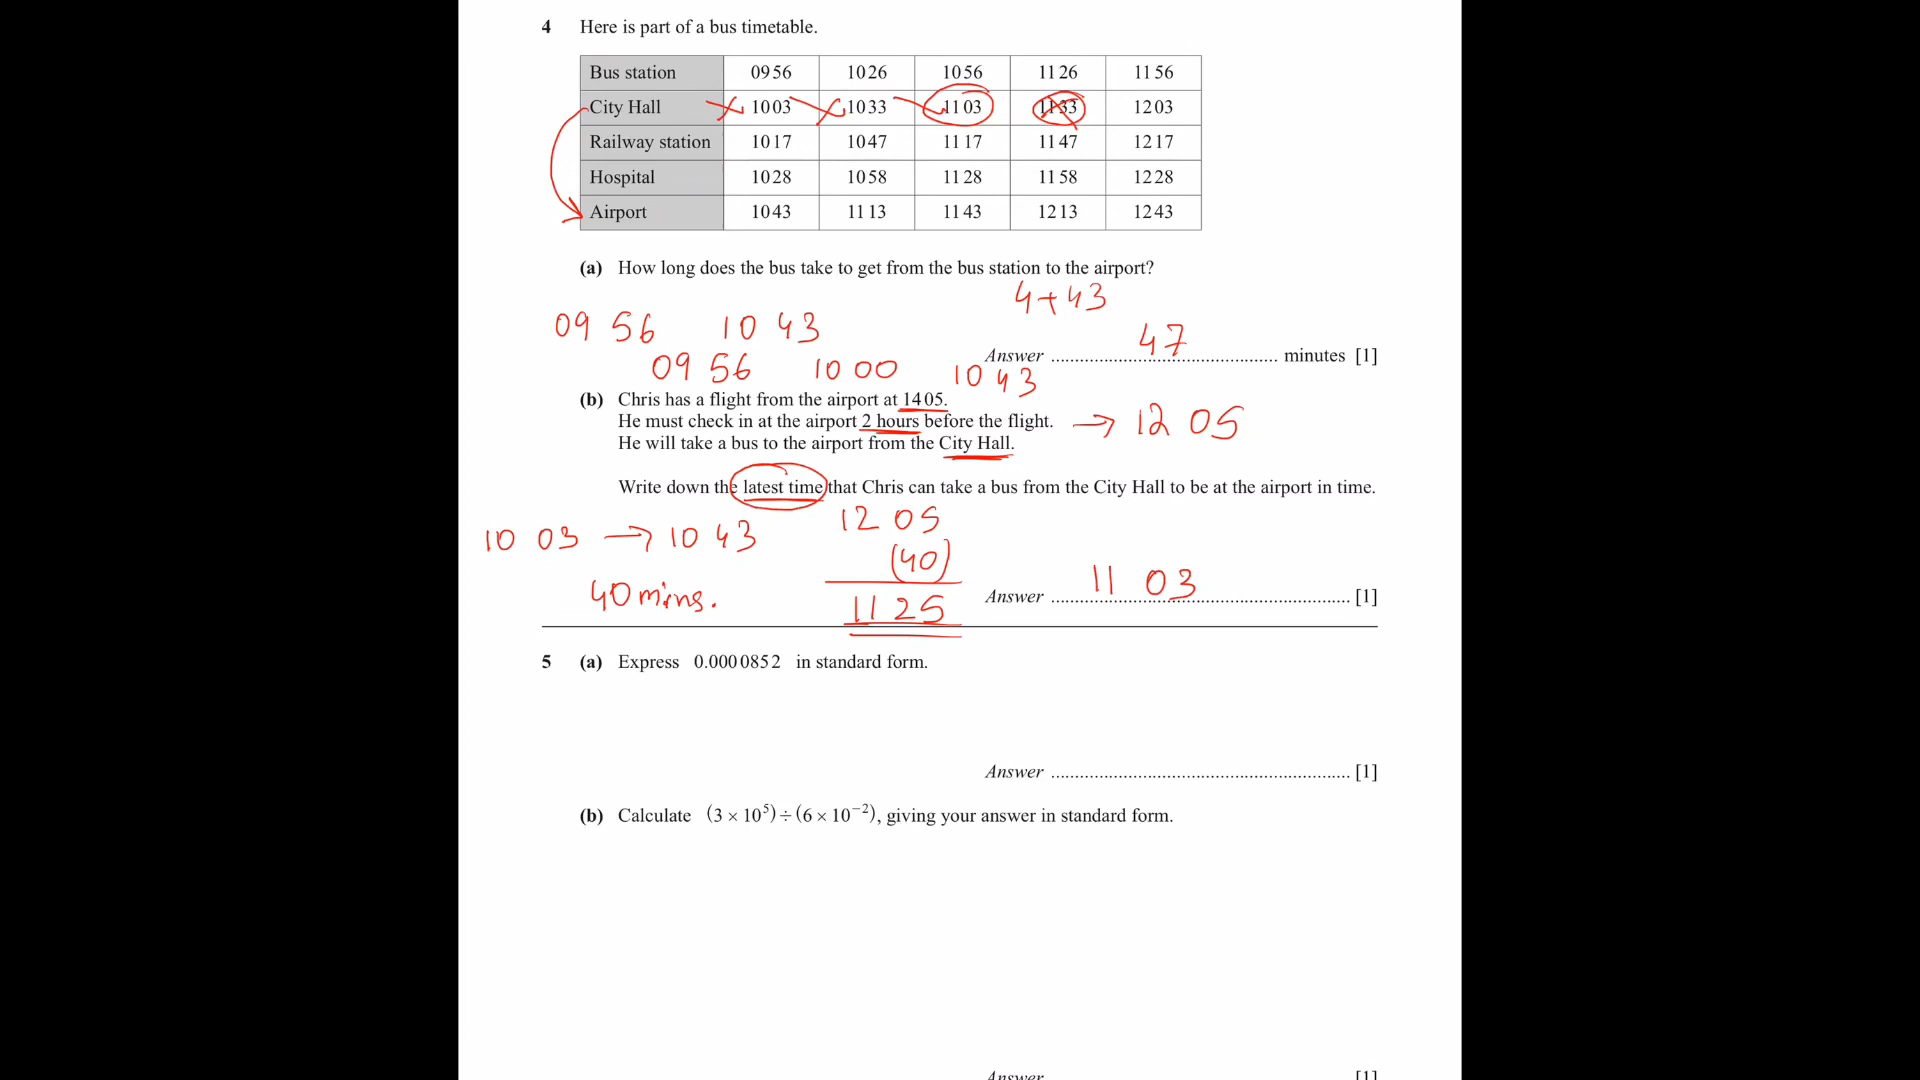 4 Here is part of a bus timetable.
Bus station 0956 1026 1056 1126 1156
City Hall 1003 1033 1103 1133 1203
Railway station 1017 1047 1117 1147 1217
Hospital 1028 1058 1128 1158 1228
Airport 1043 1113 1143 1213 1243
(a) How long does the bus take to get from the bus station to the airport?
4+43
09 56 10 43
47
Answer ................ minutes [1]
09 56 10 00 10 43
(b) Chris has a flight from the airport at 1405.
He must check in at the airport 2 hours before the flight. → 12 05
He will take a bus to the airport from the City Hall.
Write down the latest time that Chris can take a bus from the City Hall to be at the airport in time.
10 03 → 10 43 12 05
(40)
40 mins. 11 25
11 03
Answer ................ [1]
5 (a) Express 0.0000852 in standard form.
Answer ................ [1]
(b) Calculate (3 × 10⁵) ÷ (6 × 10⁻²), giving your answer in standard form.
Answer [1]